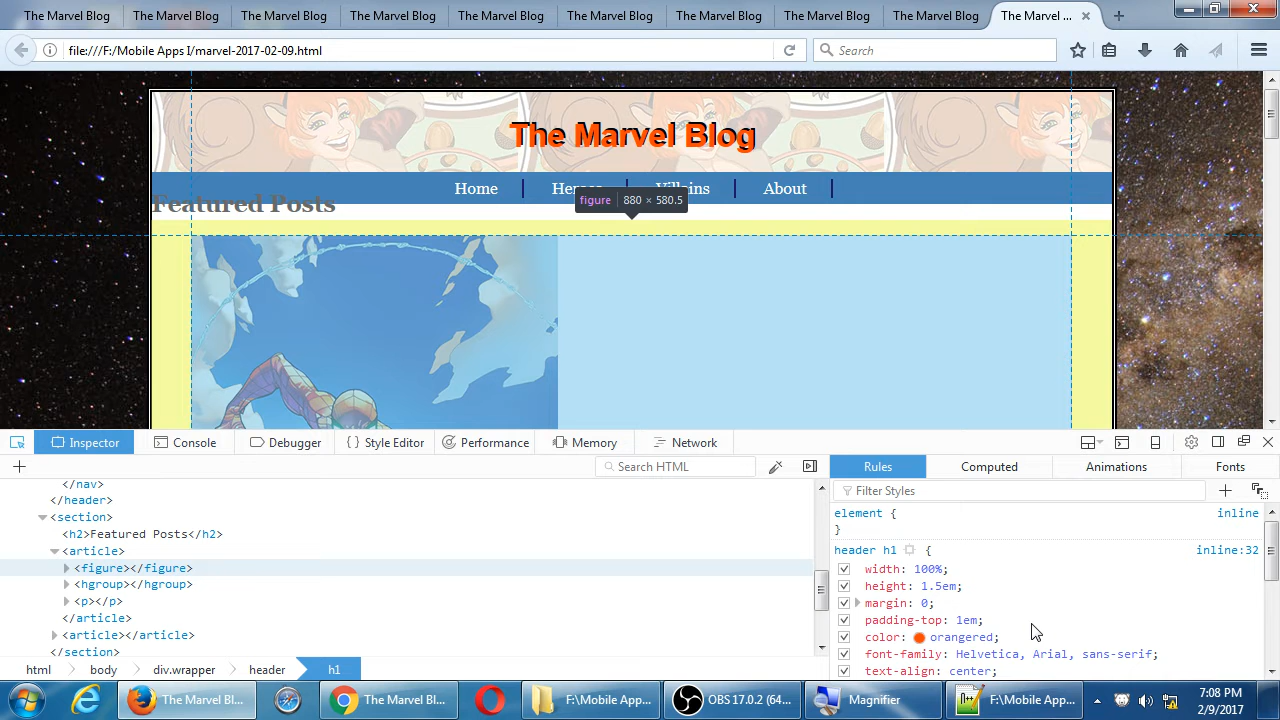 The Marvel Blog The Marvel Blog The Marvel Blog The Marvel Blog The Marvel Blog The Marvel Blog The Marvel Blog The Marvel Blog The Marvel Blog The Marvel ...
file:///F:/Mobile Apps I/marvel-2017-02-09.html Search
The Marvel Blog
Home Heroes Villains About
figure 880 × 580.5
Featured Posts
Inspector Console Debugger Style Editor Performance Memory Network
Search HTML
Rules Computed Animations Fonts
Filter Styles
</nav>
</header>
<section>
<h2>Featured Posts</h2>
<article>
<figure></figure>
<hgroup></hgroup>
<p></p>
</article>
<article></article>
</section>
element { inline
}
header h1 { inline:32
width: 100%;
height: 1.5em;
margin: 0;
padding-top: 1em;
color: orangered;
font-family: Helvetica, Arial, sans-serif;
text-align: center;
html body div.wrapper header h1
The Marvel Bl... The Marvel Bl... F:\Mobile App... OBS 17.0.2 (64... Magnifier F:\Mobile App... 7:08 PM
2/9/2017